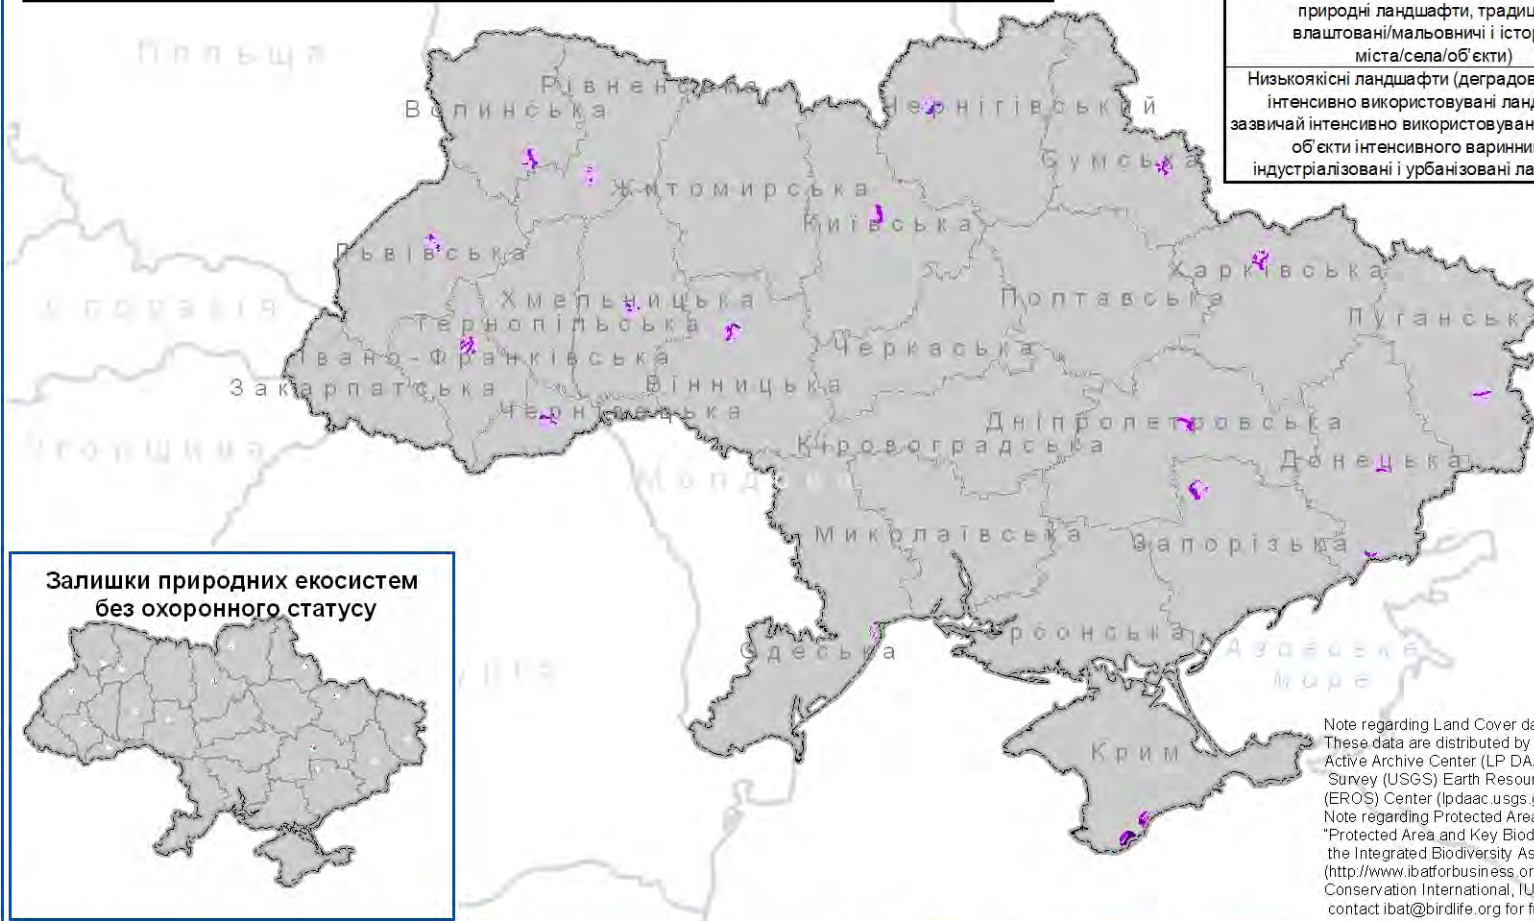 природні ландшафти, традиц
влаштовані/мальовничі і істор
міста/села/об’єкти)
Низькоякісні ландшафти (деградов
інтенсивно використовувані ланд
зазвичай інтенсивно використовуван
об’єкти інтенсивного варинни
індустріалізовані і урбанізовані ла
Польща
Рівненська
Волинська
Чернігівський
Сумська
Житомирська
Київська
Львівська
Харківська
Хмельницька
Полтавська
Тернопільська
Луганськ
Черкаська
Івано-Франківська
Закарпатська
Вінницька
Чернівецька
Дніпропетровська
Кіровоградська
Угорщина
Донецька
Молдова
Миколаївська
Запорізька
Залишки природних екосистем
без охоронного статусу
рсонська
Одеська
Азовське
море
Крим
Note regarding Land Cover da
These data are distributed by
Active Archive Center (LP DA
Survey (USGS) Earth Resour
(EROS) Center (lpdaac.usgs.g
Note regarding Protected Area
"Protected Area and Key Biod
the Integrated Biodiversity As
(http://www.ibatforbusiness.or
Conservation International, IU
contact ibat@birdlife.org for fu